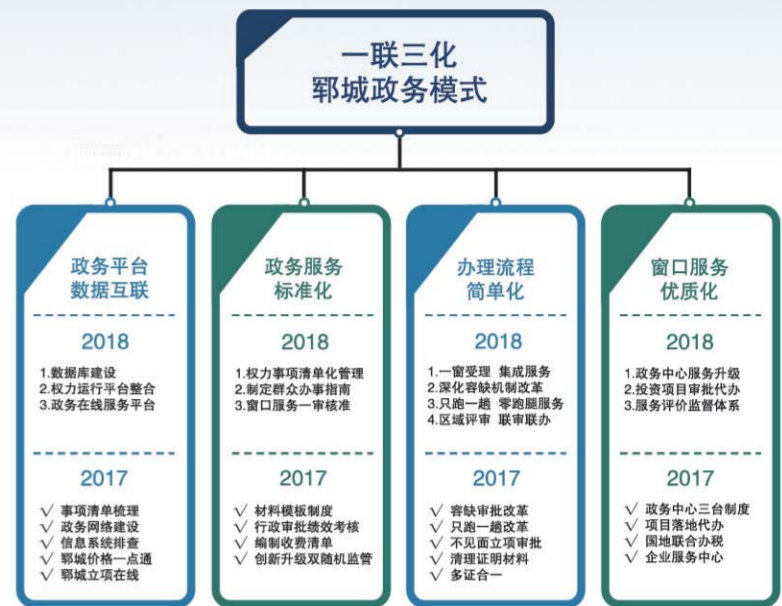 一联三化
郓城政务模式
政务平台
数据互联
2018
1.数据库建设
2.权力运行平台整合
3.政务在线服务平台
2017
√ 事项清单梳理
√ 政务网络建设
√ 信息系统排查
√ 郓城价格一点通
√ 郓城立项在线
政务服务
标准化
2018
1.权力事项清单化管理
2.制定群众办事指南
3.窗口服务一审核准
2017
√ 材料模板制度
√ 行政审批绩效考核
√ 编制收费清单
√ 创新升级双随机监管
办理流程
简单化
2018
1.一窗受理 集成服务
2.深化容缺机制改革
3.只跑一趟 零跑腿服务
4.区域评审 联审联办
2017
√ 容缺审批改革
√ 只跑一趟改革
√ 不见面立项审批
√ 清理证明材料
√ 多证合一
窗口服务
优质化
2018
1.政务中心服务升级
2.投资项目审批代办
3.服务评价监督体系
2017
√ 政务中心三台制度
√ 项目落地代办
√ 国地联合办税
√ 企业服务中心